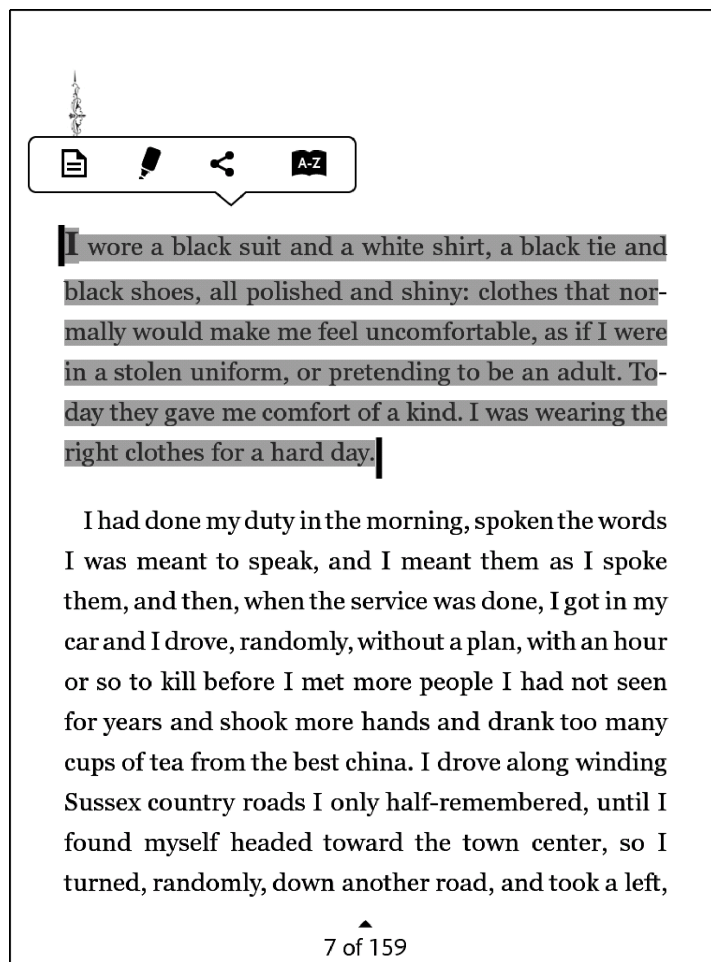 A-Z
I wore a black suit and a white shirt, a black tie and
black shoes, all polished and shiny: clothes that nor-
mally would make me feel uncomfortable, as if I were
in a stolen uniform, or pretending to be an adult. To-
day they gave me comfort of a kind. I was wearing the
right clothes for a hard day.
I had done my duty in the morning, spoken the words
I was meant to speak, and I meant them as I spoke
them, and then, when the service was done, I got in my
car and I drove, randomly, without a plan, with an hour
or so to kill before I met more people I had not seen
for years and shook more hands and drank too many
cups of tea from the best china. I drove along winding
Sussex country roads I only half-remembered, until I
found myself headed toward the town center, so I
turned, randomly, down another road, and took a left,
7 of 159